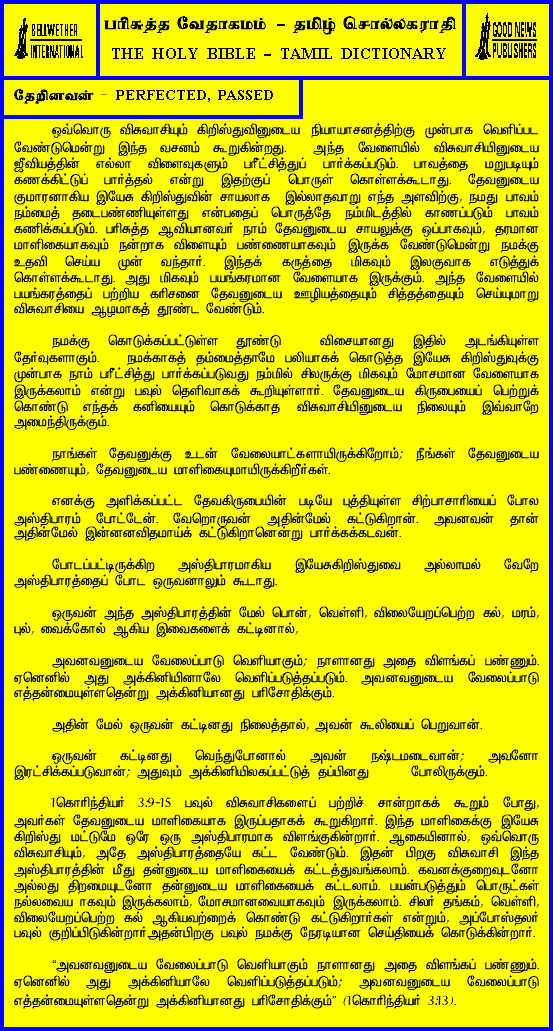 BELLWETHER
INTERNATIONAL
பரிசுத்த வேதாகமம் - தமிழ் சொல்லகராதி
THE HOLY BIBLE - TAMIL DICTIONARY
GOOD NEWS
PUBLISHERS
தேறினவன் - PERFECTED, PASSED
ஒவ்வொரு விசுவாசியும் கிறிஸ்துவினுடைய நியாயாசனத்திற்கு முன்பாக வெளிப்பட
வேண்டுமென்று இந்த வசனம் கூறுகின்றது. அந்த வேளையில் விசுவாசியினுடைய
ஜீவியத்தின் எல்லா விளைவுகளும் பரீட்சித்துப் பார்க்கப்படும். பாவத்தை மறுபடியும்
கணக்கிட்டுப் பார்த்தல் என்று இதற்குப் பொருள் கொள்ளக்கூடாது. தேவனுடைய
குமாரனாகிய இயேசு கிறிஸ்துவின் சாயலாக இல்லாதவாறு எந்த அளவிற்கு, நமது பாவம்
நம்மைத் தடைபண்ணியுள்ளது என்பதைப் பொருத்தே நம்மிடத்தில் காணப்படும் பாவம்
கணிக்கப்படும். பரிசுத்த ஆவியானவர் நாம் தேவனுடைய சாயலுக்கு ஒப்பாகவும், தரமான
மாளிகையாகவும் நன்றாக விளையும் பண்ணையாகவும் இருக்க வேண்டுமென்று நமக்கு
உதவி செய்ய முன் வந்தார். இந்தக் கருத்தை மிகவும் இலகுவாக எடுத்துக்
கொள்ளக்கூடாது. அது மிகவும் பயங்கரமான வேளையாக இருக்கும். அந்த வேளையில்
பயங்கரத்தைப் பற்றிய கரிசனை தேவனுடைய ஊழியத்தையும் சித்தத்தையும் செய்யுமாறு
விசுவாசியை ஆழமாகத் தூண்ட வேண்டும்.
நமக்கு கொடுக்கப்பட்டுள்ள தூண்டு விசையானது இதில் அடங்கியுள்ள
தேர்வுகளாகும். நமக்காகத் தம்மைத்தாமே பலியாகக் கொடுத்த இயேசு கிறிஸ்துவுக்கு
முன்பாக நாம் பரீட்சித்து பார்க்கப்படுவது நம்மில் சிலருக்கு மிகவும் மோசமான வேளையாக
இருக்கலாம் என்று பவுல் தெளிவாகக் கூறியுள்ளார். தேவனுடைய கிருபையைப் பெற்றுக்
கொண்டு எந்தக் கனியையும் கொடுக்காத விசுவாசியினுடைய நிலையும் இவ்வாறே
அமைந்திருக்கும்.
நாங்கள் தேவனுக்கு உடன் வேலையாட்களாயிருக்கிறோம்; நீங்கள் தேவனுடைய
பண்ணையும், தேவனுடைய மாளிகையுமாயிருக்கிறீர்கள்.
எனக்கு அளிக்கப்பட்ட தேவகிருபையின் படியே புத்தியுள்ள சிற்பாசாரியைப் போல
அஸ்திபாரம் போட்டேன். வேறொருவன் அதின்மேல் கட்டுகிறான். அவனவன் தான்
அதின்மேல் இன்னனவிதமாய்க் கட்டுகிறானென்று பார்க்கக்கடவன்.
போடப்பட்டிருக்கிற அஸ்திபாரமாகிய இயேசுகிறிஸ்துவை அல்லாமல் வேறே
அஸ்திபாரத்தைப் போட ஒருவனாலும் கூடாது.
ஒருவன் அந்த அஸ்திபாரத்தின் மேல் பொன், வெள்ளி, விலையேறப்பெற்ற கல், மரம்,
புல், வைக்கோல் ஆகிய இவைகளைக் கட்டினால்,
அவனவனுடைய வேலைப்பாடு வெளியாகும்; நாளானது அதை விளங்கப் பண்ணும்.
ஏனெனில் அது அக்கினியினாலே வெளிப்படுத்தப்படும். அவனவனுடைய வேலைப்பாடு
எத்தன்மையுள்ளதென்று அக்கினியானது பரிசோதிக்கும்.
அதின் மேல் ஒருவன் கட்டினது நிலைத்தால், அவன் கூலியைப் பெறுவான்.
ஒருவன் கட்டினது வெந்துபோனால் அவன் நஷ்டமடைவான்; அவனோ
இரட்சிக்கப்படுவான்; அதுவும் அக்கினியிலகப்பட்டுத் தப்பினது போலிருக்கும்.
1கொரிந்தியர் 3:9-15 பவுல் விசுவாசிகளைப் பற்றிச் சான்றாகக் கூறும் போது,
அவர்கள் தேவனுடைய மாளிகையாக இருப்பதாகக் கூறுகிறார். இந்த மாளிகைக்கு இயேசு
கிறிஸ்து மட்டுமே ஒரே ஒரு அஸ்திபாரமாக விளங்குகின்றார். ஆகையினால், ஒவ்வொரு
விசுவாசியும், அதே அஸ்திபாரத்தையே கட்ட வேண்டும். இதன் பிறகு விசுவாசி இந்த
அஸ்திபாரத்தின் மீது தன்னுடைய மாளிகையைக் கட்டத்துவங்கலாம். கவனக்குறைவுடனோ
அல்லது திறமையுடனோ தன்னுடைய மாளிகையைக் கட்டலாம். பயன்படுத்தும் பொருட்கள்
நல்லவையாகவும் இருக்கலாம், மோசமானவையாகவும் இருக்கலாம். சிலர் தங்கம், வெள்ளி,
விலையேறப்பெற்ற கல் ஆகியவற்றைக் கொண்டு கட்டுகிறார்கள் என்றும், அப்போஸ்தலர்
பவுல் குறிப்பிடுகின்றார்.அதன்பிறகு பவுல் நமக்கு நேரடியான செய்தியைக் கொடுக்கின்றார்.
"அவனவனுடைய வேலைப்பாடு வெளியாகும் நாளானது அதை விளங்கப் பண்ணும்.
ஏனெனில் அது அக்கினியாலே வெளிப்படுத்தப்படும்; அவனவனுடைய வேலைப்பாடு
எத்தன்மையுள்ளதென்று அக்கினியானது பரிசோதிக்கும்" (1கொரிந்தியர் 3:13).